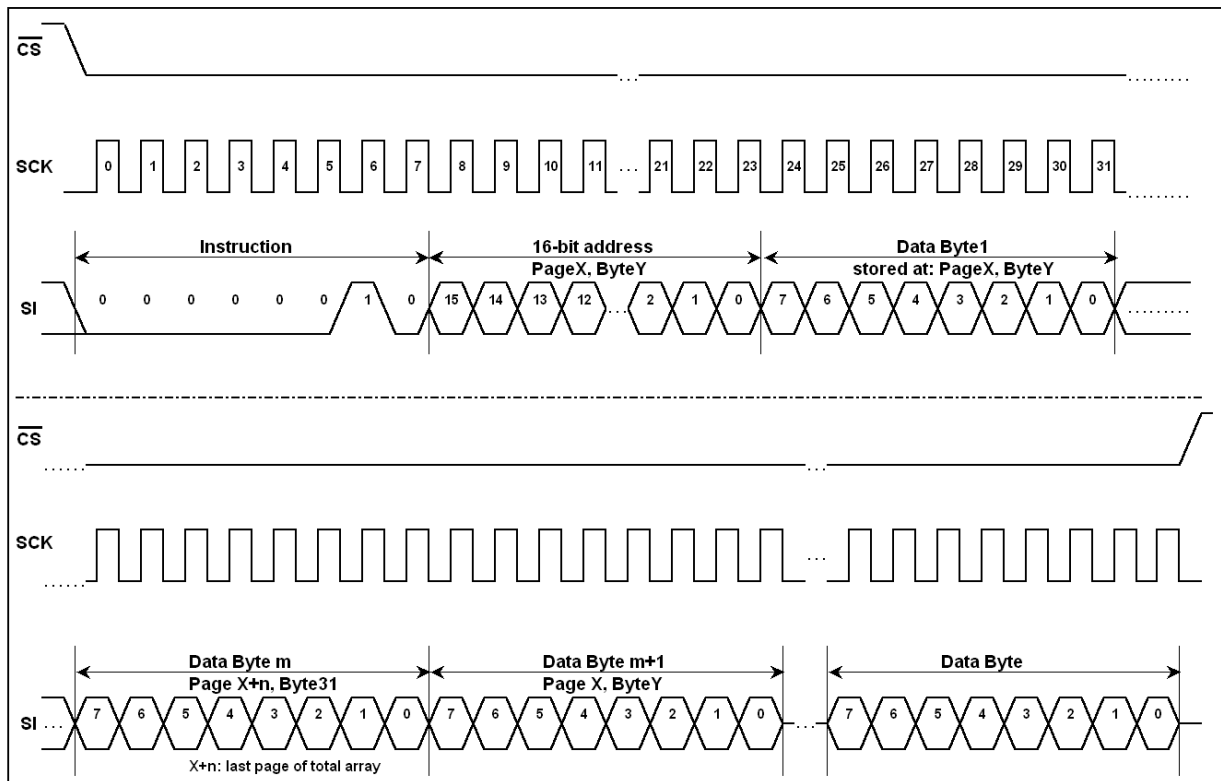 CS
...
.........
SCK
0 1 2 3 4 5 6 7 8 9 10 11 ... 21 22 23 24 25 26 27 28 29 30 31
.........
Instruction
16-bit address
PageX, ByteY
Data Byte1
stored at: PageX, ByteY
SI
0 0 0 0 0 0 1 0 15 14 13 12 ... 2 1 0 7 6 5 4 3 2 1 0
CS
......
...
SCK
......
...
Data Byte m
Page X+n, Byte31
Data Byte m+1
Page X, ByteY
Data Byte
SI ... 7 6 5 4 3 2 1 0 7 6 5 4 3 2 1 0 ... 7 6 5 4 3 2 1 0
X+n: last page of total array